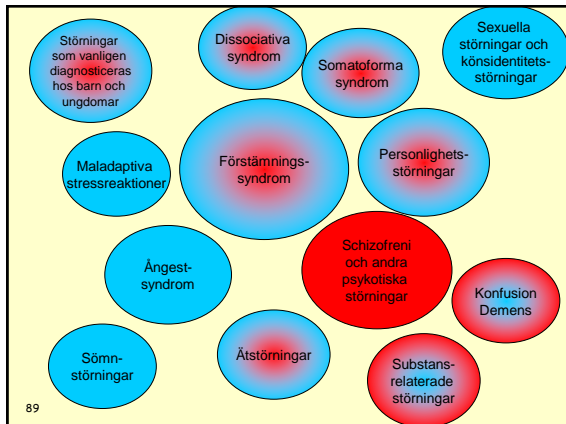 Störningar
som vanligen
diagnosticeras
hos barn och
ungdomar
Dissociativa
syndrom
Somatoforma
syndrom
Sexuella
störningar och
könsidentitets-
störningar
Maladaptiva
stressreaktioner
Förstämnings-
syndrom
Personlighets-
störningar
Ångest-
syndrom
Schizofreni
och andra
psykotiska
störningar
Konfusion
Demens
Sömn-
störningar
Ätstörningar
Substans-
relaterade
störningar
89